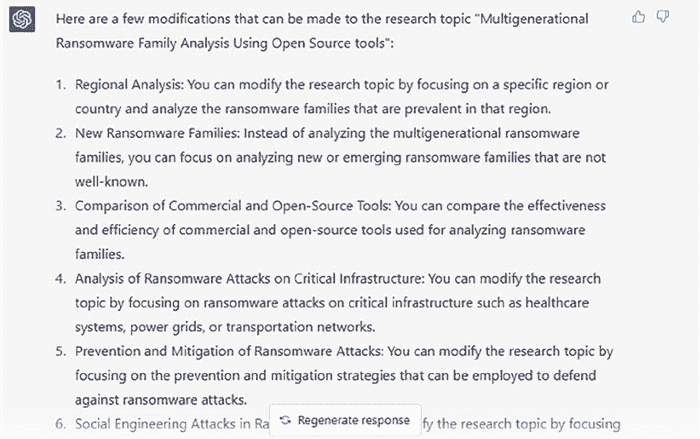 Here are a few modifications that can be made to the research topic "Multigenerational
Ransomware Family Analysis Using Open Source tools":
1. Regional Analysis: You can modify the research topic by focusing on a specific region or
country and analyze the ransomware families that are prevalent in that region.
2. New Ransomware Families: Instead of analyzing the multigenerational ransomware
families, you can focus on analyzing new or emerging ransomware families that are not
well-known.
3. Comparison of Commercial and Open-Source Tools: You can compare the effectiveness
and efficiency of commercial and open-source tools used for analyzing ransomware
families.
4. Analysis of Ransomware Attacks on Critical Infrastructure: You can modify the research
topic by focusing on ransomware attacks on critical infrastructure such as healthcare
systems, power grids, or transportation networks.
5. Prevention and Mitigation of Ransomware Attacks: You can modify the research topic by
focusing on the prevention and mitigation strategies that can be employed to defend
against ransomware attacks.
6. Social Engineering Attacks in Ra Regenerate response fy the research topic by focusing